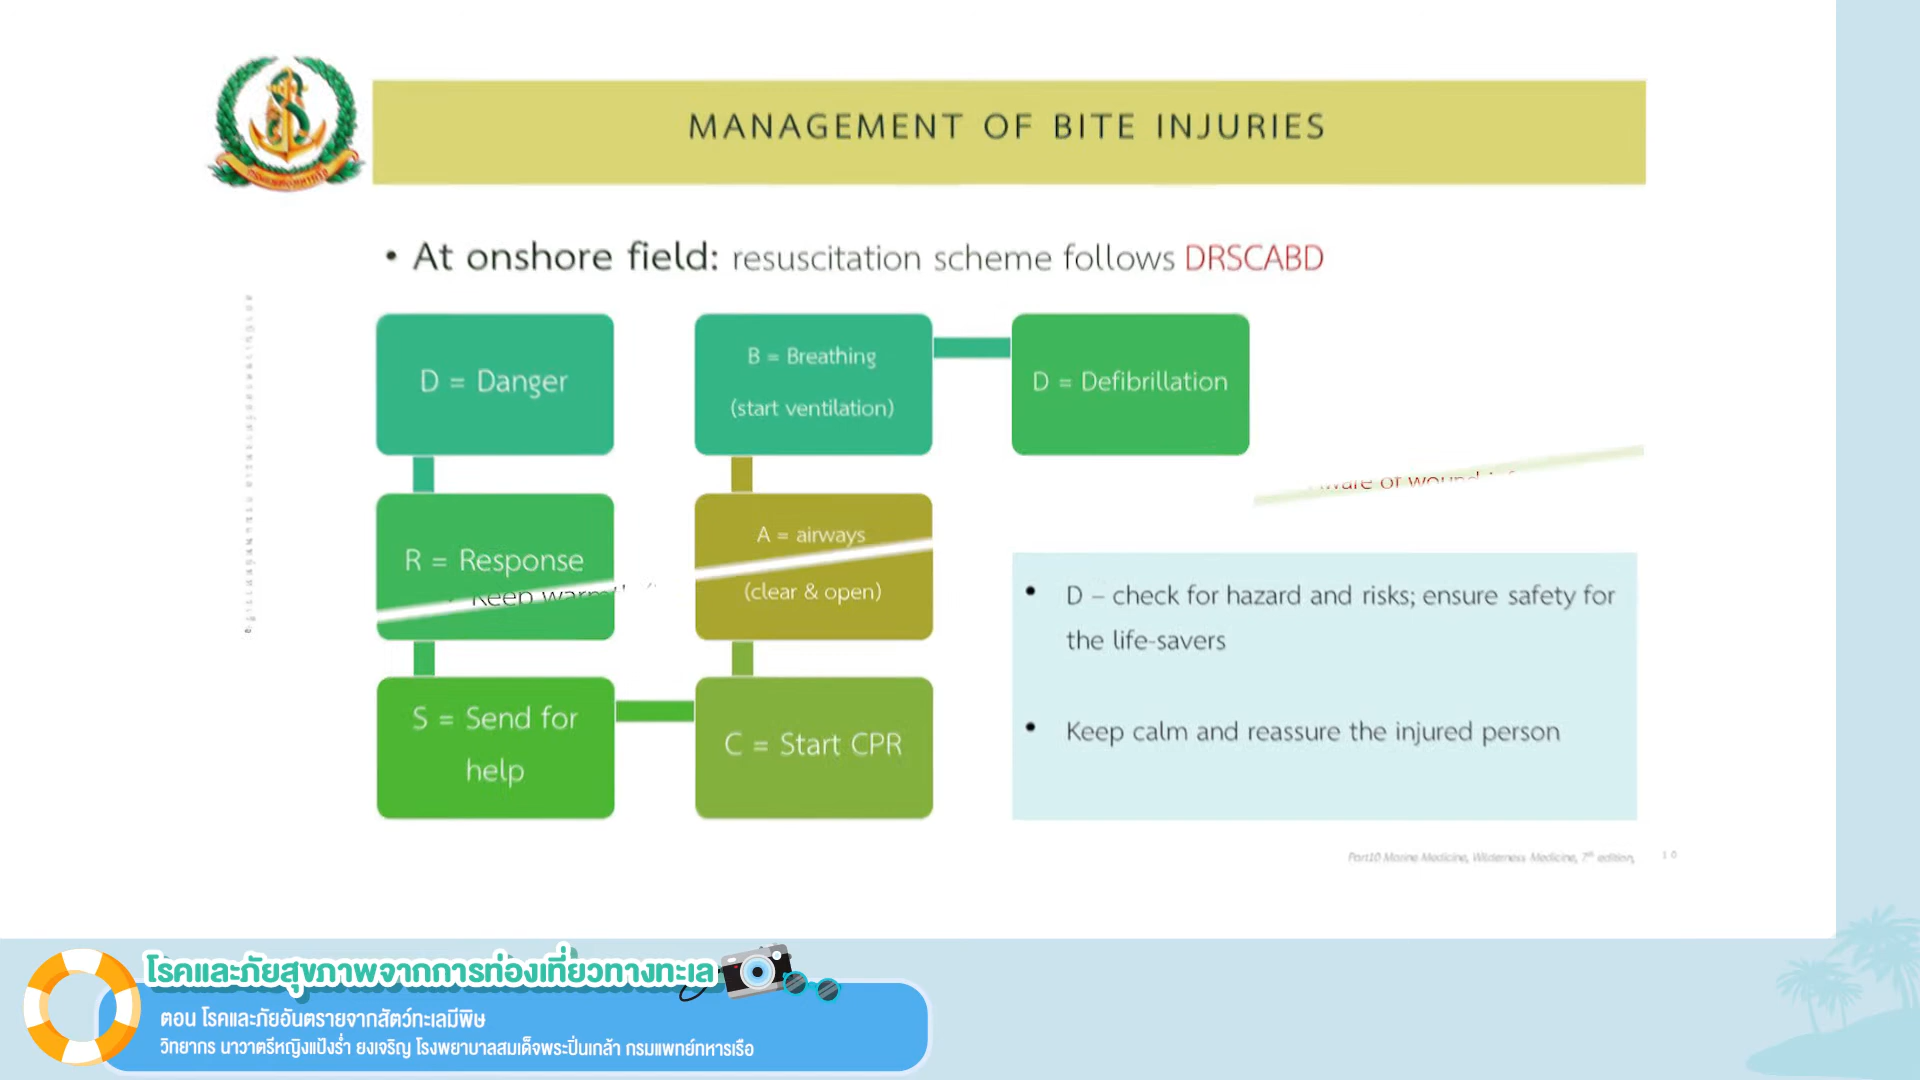 MANAGEMENT OF BITE INJURIES
• At onshore field: resuscitation scheme follows DRSCABD
D = Danger
R = Response
Keep
S = Send for
help
C = Start CPR
A = airways
(clear & open)
B = Breathing
(start ventilation)
D = Defibrillation
of
• D – check for hazard and risks; ensure safety for
the life-savers
• Keep calm and reassure the injured person
Part10 Marine Medicine, Wilderness Medicine, 7th edition,
10
โรคและภัยสุขภาพจากการท่องเที่ยวทางทะเล
ตอน โรคและภัยอันตรายจากสัตว์ทะเลมีพิษ
วิทยากร นาวาตรีหญิงแป้งร่ำ ยงเจริญ โรงพยาบาลสมเด็จพระปิ่นเกล้า กรมแพทย์ทหารเรือ